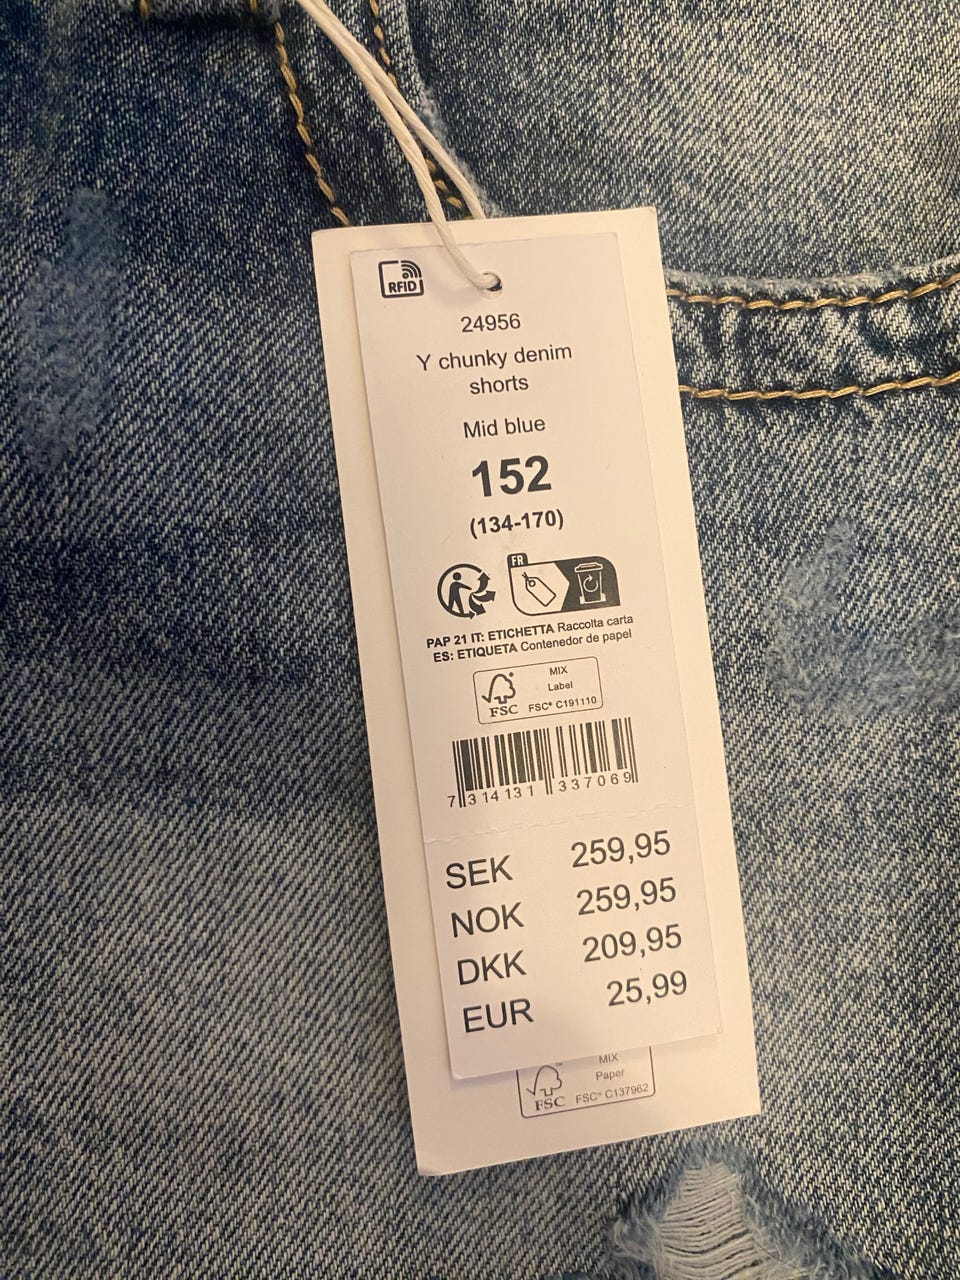 RFID
24956
Y chunky denim
shorts
Mid blue
152
(134-170)
FR
PAP 21 IT: ETICHETTA Raccolta carta
ES: ETIQUETA Contenedor de papel
MIX
Label
FSC FSC® C191110
7 314131 337069
SEK 259,95
NOK 259,95
DKK 209,95
EUR 25,99
MIX
Paper
FSC FSC™ C137962